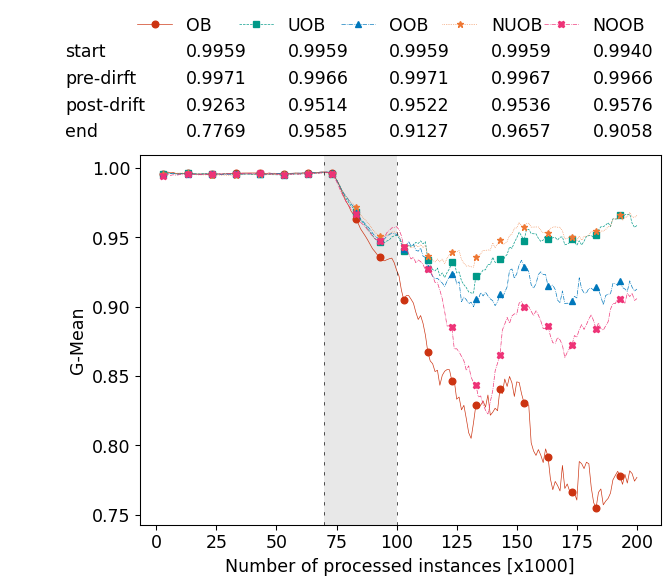 OB UOB OOB NUOB NOOB
start 0.9959 0.9959 0.9959 0.9959 0.9940
pre-dirft 0.9971 0.9966 0.9971 0.9967 0.9966
post-drift 0.9263 0.9514 0.9522 0.9536 0.9576
end 0.7769 0.9585 0.9127 0.9657 0.9058
1.00
0.95
0.90
0.85
0.80
0.75
G-Mean
0 25 50 75 100 125 150 175 200
Number of processed instances [x1000]